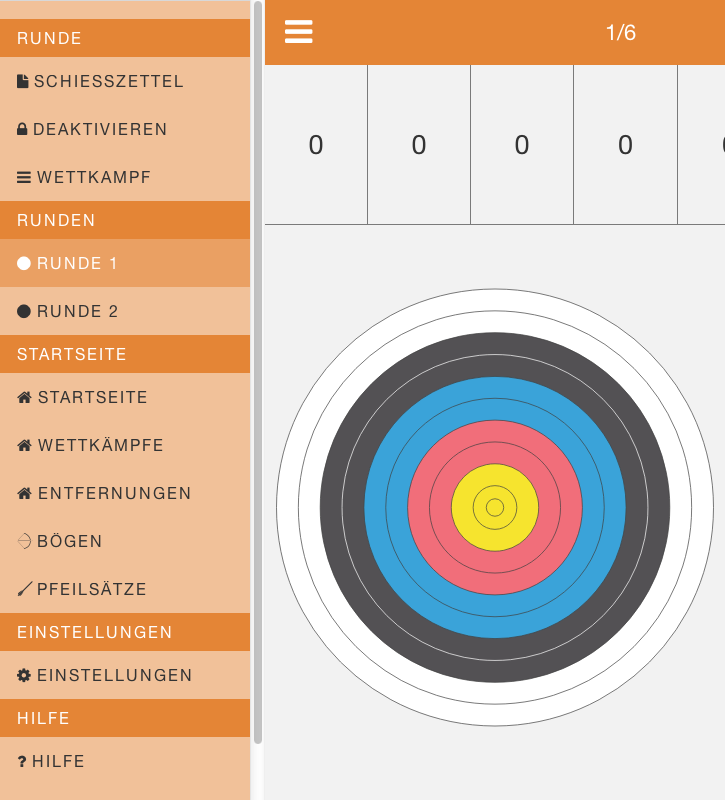 RUNDE
SCHIESSZETTEL
DEAKTIVIEREN
WETTKAMPF
RUNDEN
RUNDE 1
RUNDE 2
STARTSEITE
STARTSEITE
WETTKÄMPFE
ENTFERNUNGEN
BÖGEN
PFEILSÄTZE
EINSTELLUNGEN
EINSTELLUNGEN
HILFE
? HILFE
1/6
0 0 0 0